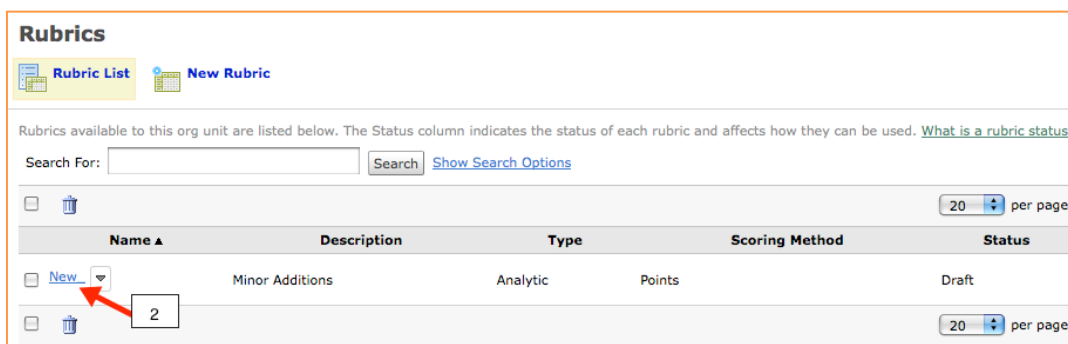 Rubrics
Rubric List New Rubric
Rubrics available to this org unit are listed below. The Status column indicates the status of each rubric and affects how they can be used. What is a rubric status
Search For: Search Show Search Options
20 per page
Name Description Type Scoring Method Status
New_ Minor Additions Analytic Points Draft
2
20 per page